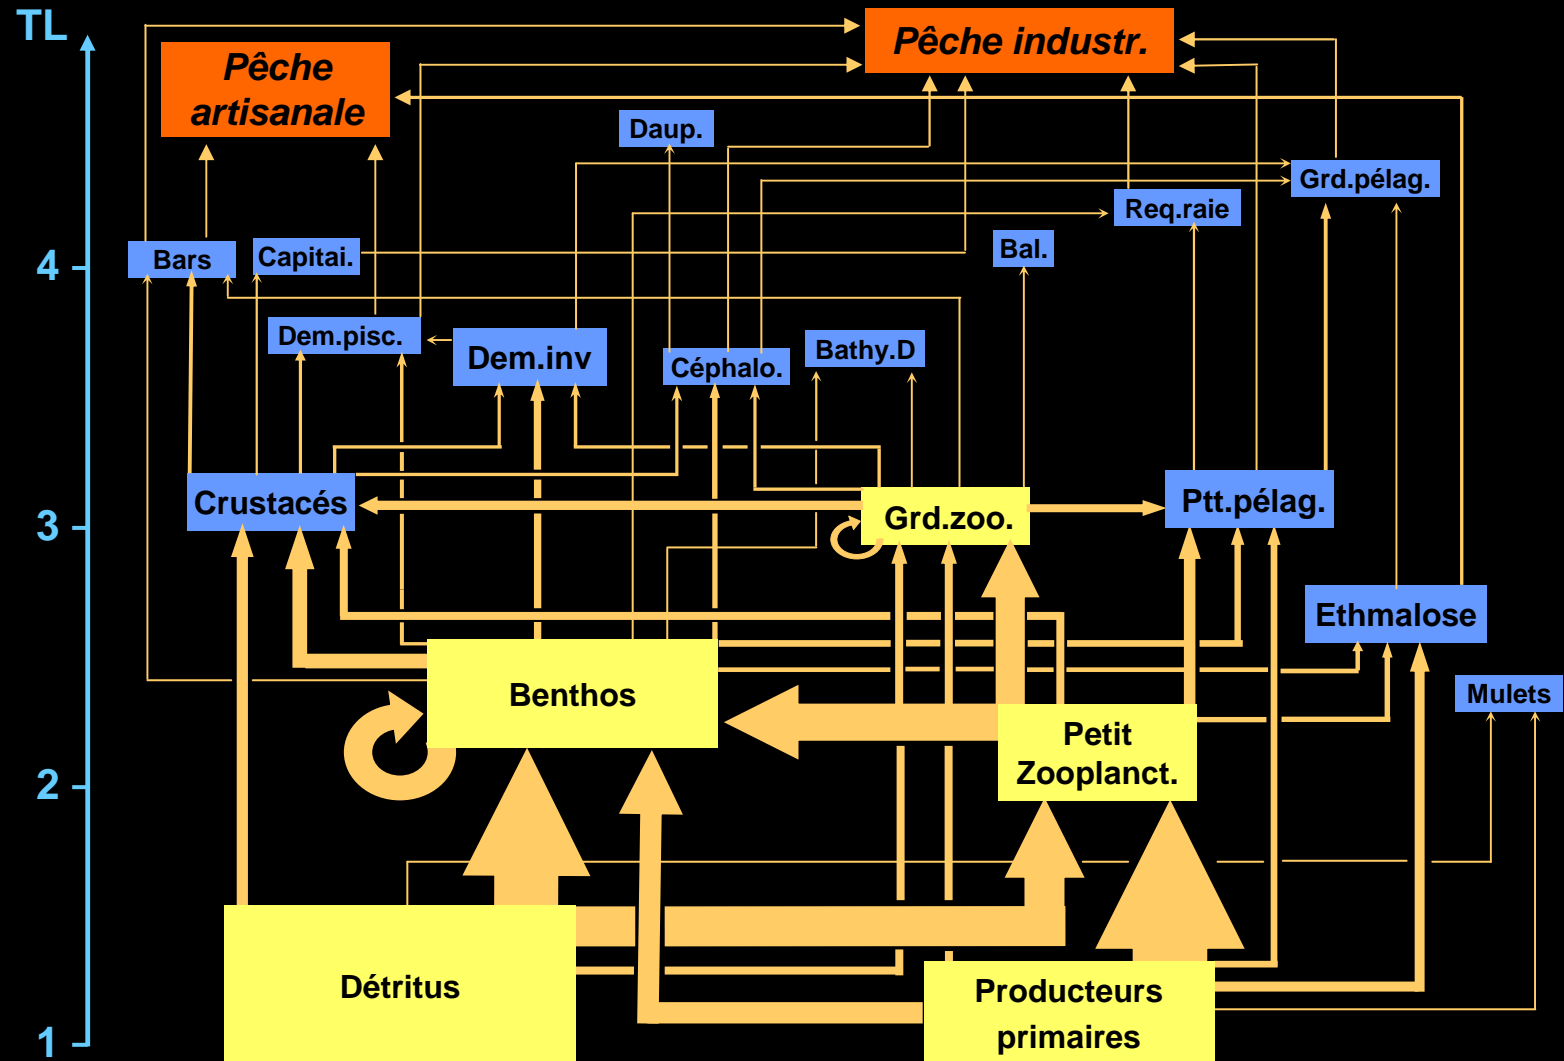 TL
Pêche industr.
Pêche
artisanale
Daup.
Grd.pélag.
Req.raie
Bars
Capitai.
Bal.
4
Dem.pisc.
Dem.inv
Céphalo.
Bathy.D
Crustacés
Grd.zoo.
Ptt.pélag.
3
Ethmalose
Benthos
Mulets
Petit
Zooplanct.
2
Détritus
Producteurs
primaires
1